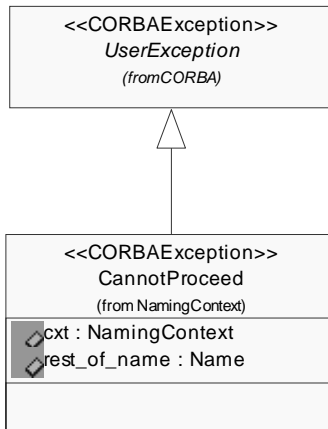 <<CORBAException>>
UserException
(fromCORBA)
<<CORBAException>>
CannotProceed
(from NamingContext)
cxt : NamingContext
rest_of_name : Name